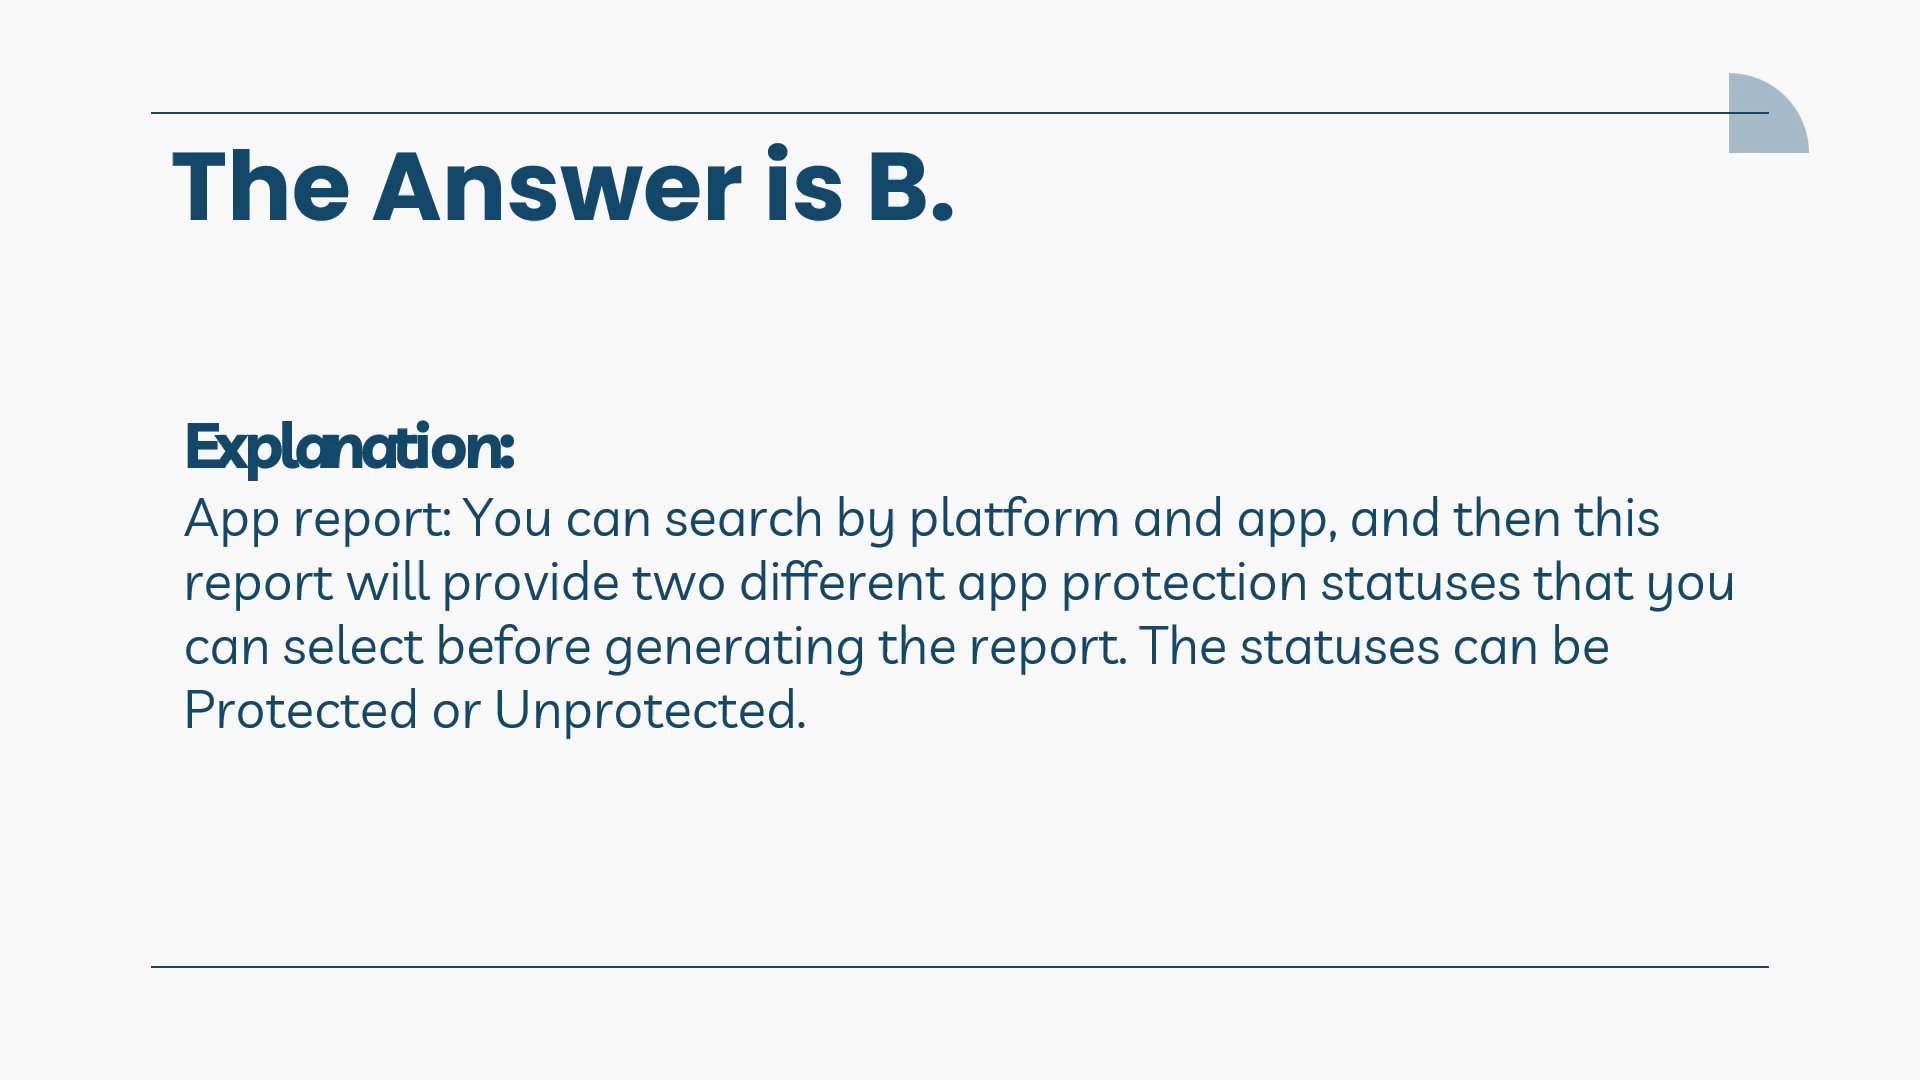 The Answer is B.
Explanation:
App report: You can search by platform and app, and then this
report will provide two different app protection statuses that you
can select before generating the report. The statuses can be
Protected or Unprotected.